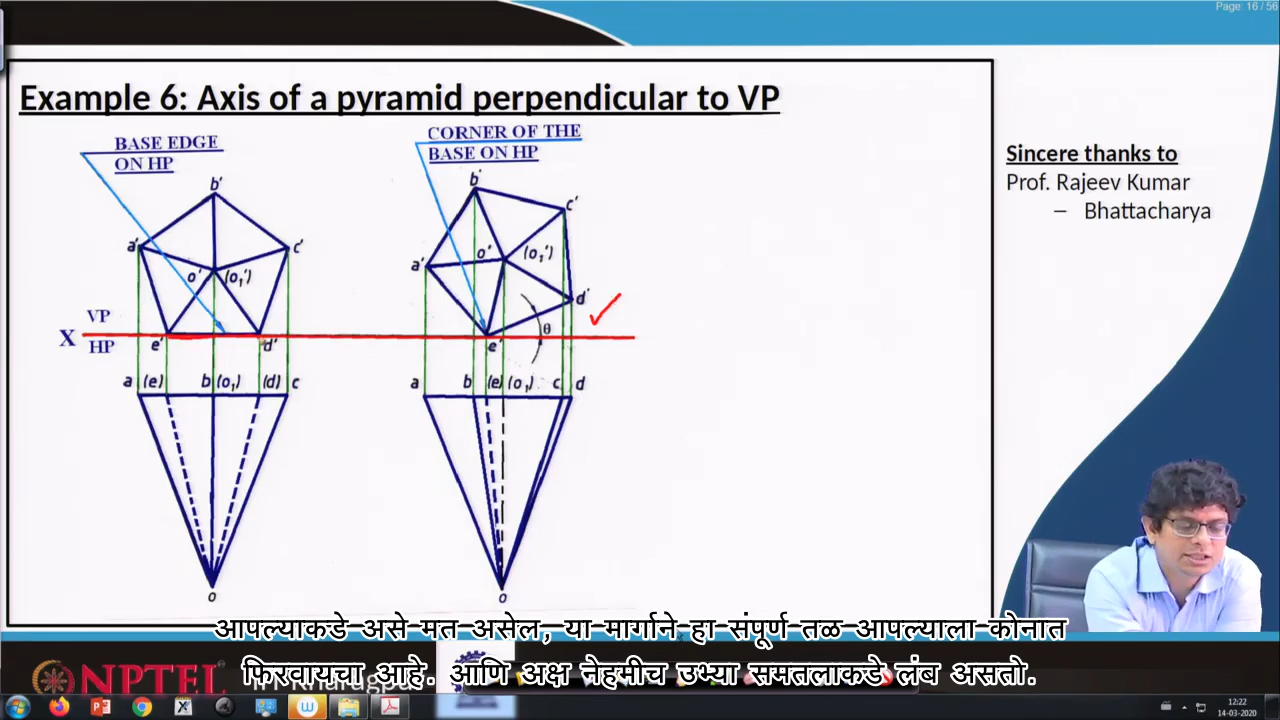 Page: 16 / 56
Example 6: Axis of a pyramid perpendicular to VP
BASE EDGE
ON HP
CORNER OF THE
BASE ON HP
Sincere thanks to
Prof. Rajeev Kumar
– Bhattacharya
b' b'
a' c' a' c'
o' (o₁') o' (o₁')
d'
θ
VP
X
HP
e' d' e'
a (e) b (o₁) (d) c a b (e) (o₁) c d
o o
आपल्याकडे असे मत असेल, या मार्गाने हा संपूर्ण तळ आपल्याला कोनात
फिरवायचा आहे. आणि अक्ष नेहमीच उभ्या समतलाकडे लंब असतो.
NPTEL
12:22
14-03-2020